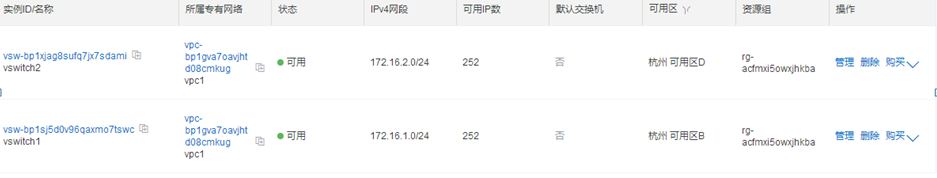 实例ID/名称 所属专有网络 状态 IPv4网段 可用IP数 默认交换机 可用区 资源组 操作
vsw-bp1xjag8sufq7jx7sdami
vswitch2
vpc-
bp1gva7oavjht
d08cmkug
vpc1
可用
172.16.2.0/24
252
否
杭州 可用区D
rg-
acfmxi5owxjhkba
管理 删除 购买
vsw-bp1sj5d0v96qaxmo7tswc
vswitch1
vpc-
bp1gva7oavjht
d08cmkug
vpc1
可用
172.16.1.0/24
252
否
杭州 可用区B
rg-
acfmxi5owxjhkba
管理 删除 购买